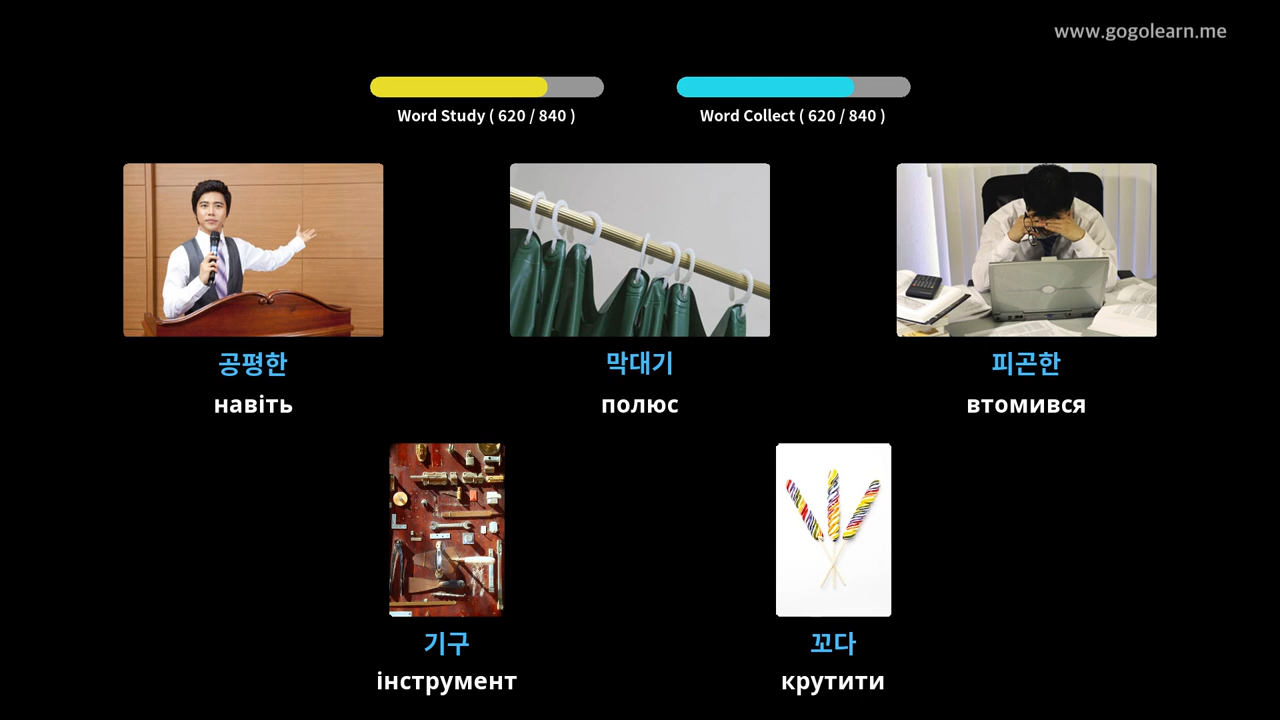 www.gogolearn.me
Word Study ( 620 / 840 )
Word Collect ( 620 / 840 )
공평한
навіть
막대기
полюс
피곤한
втомився
기구
інструмент
꼬다
крутити